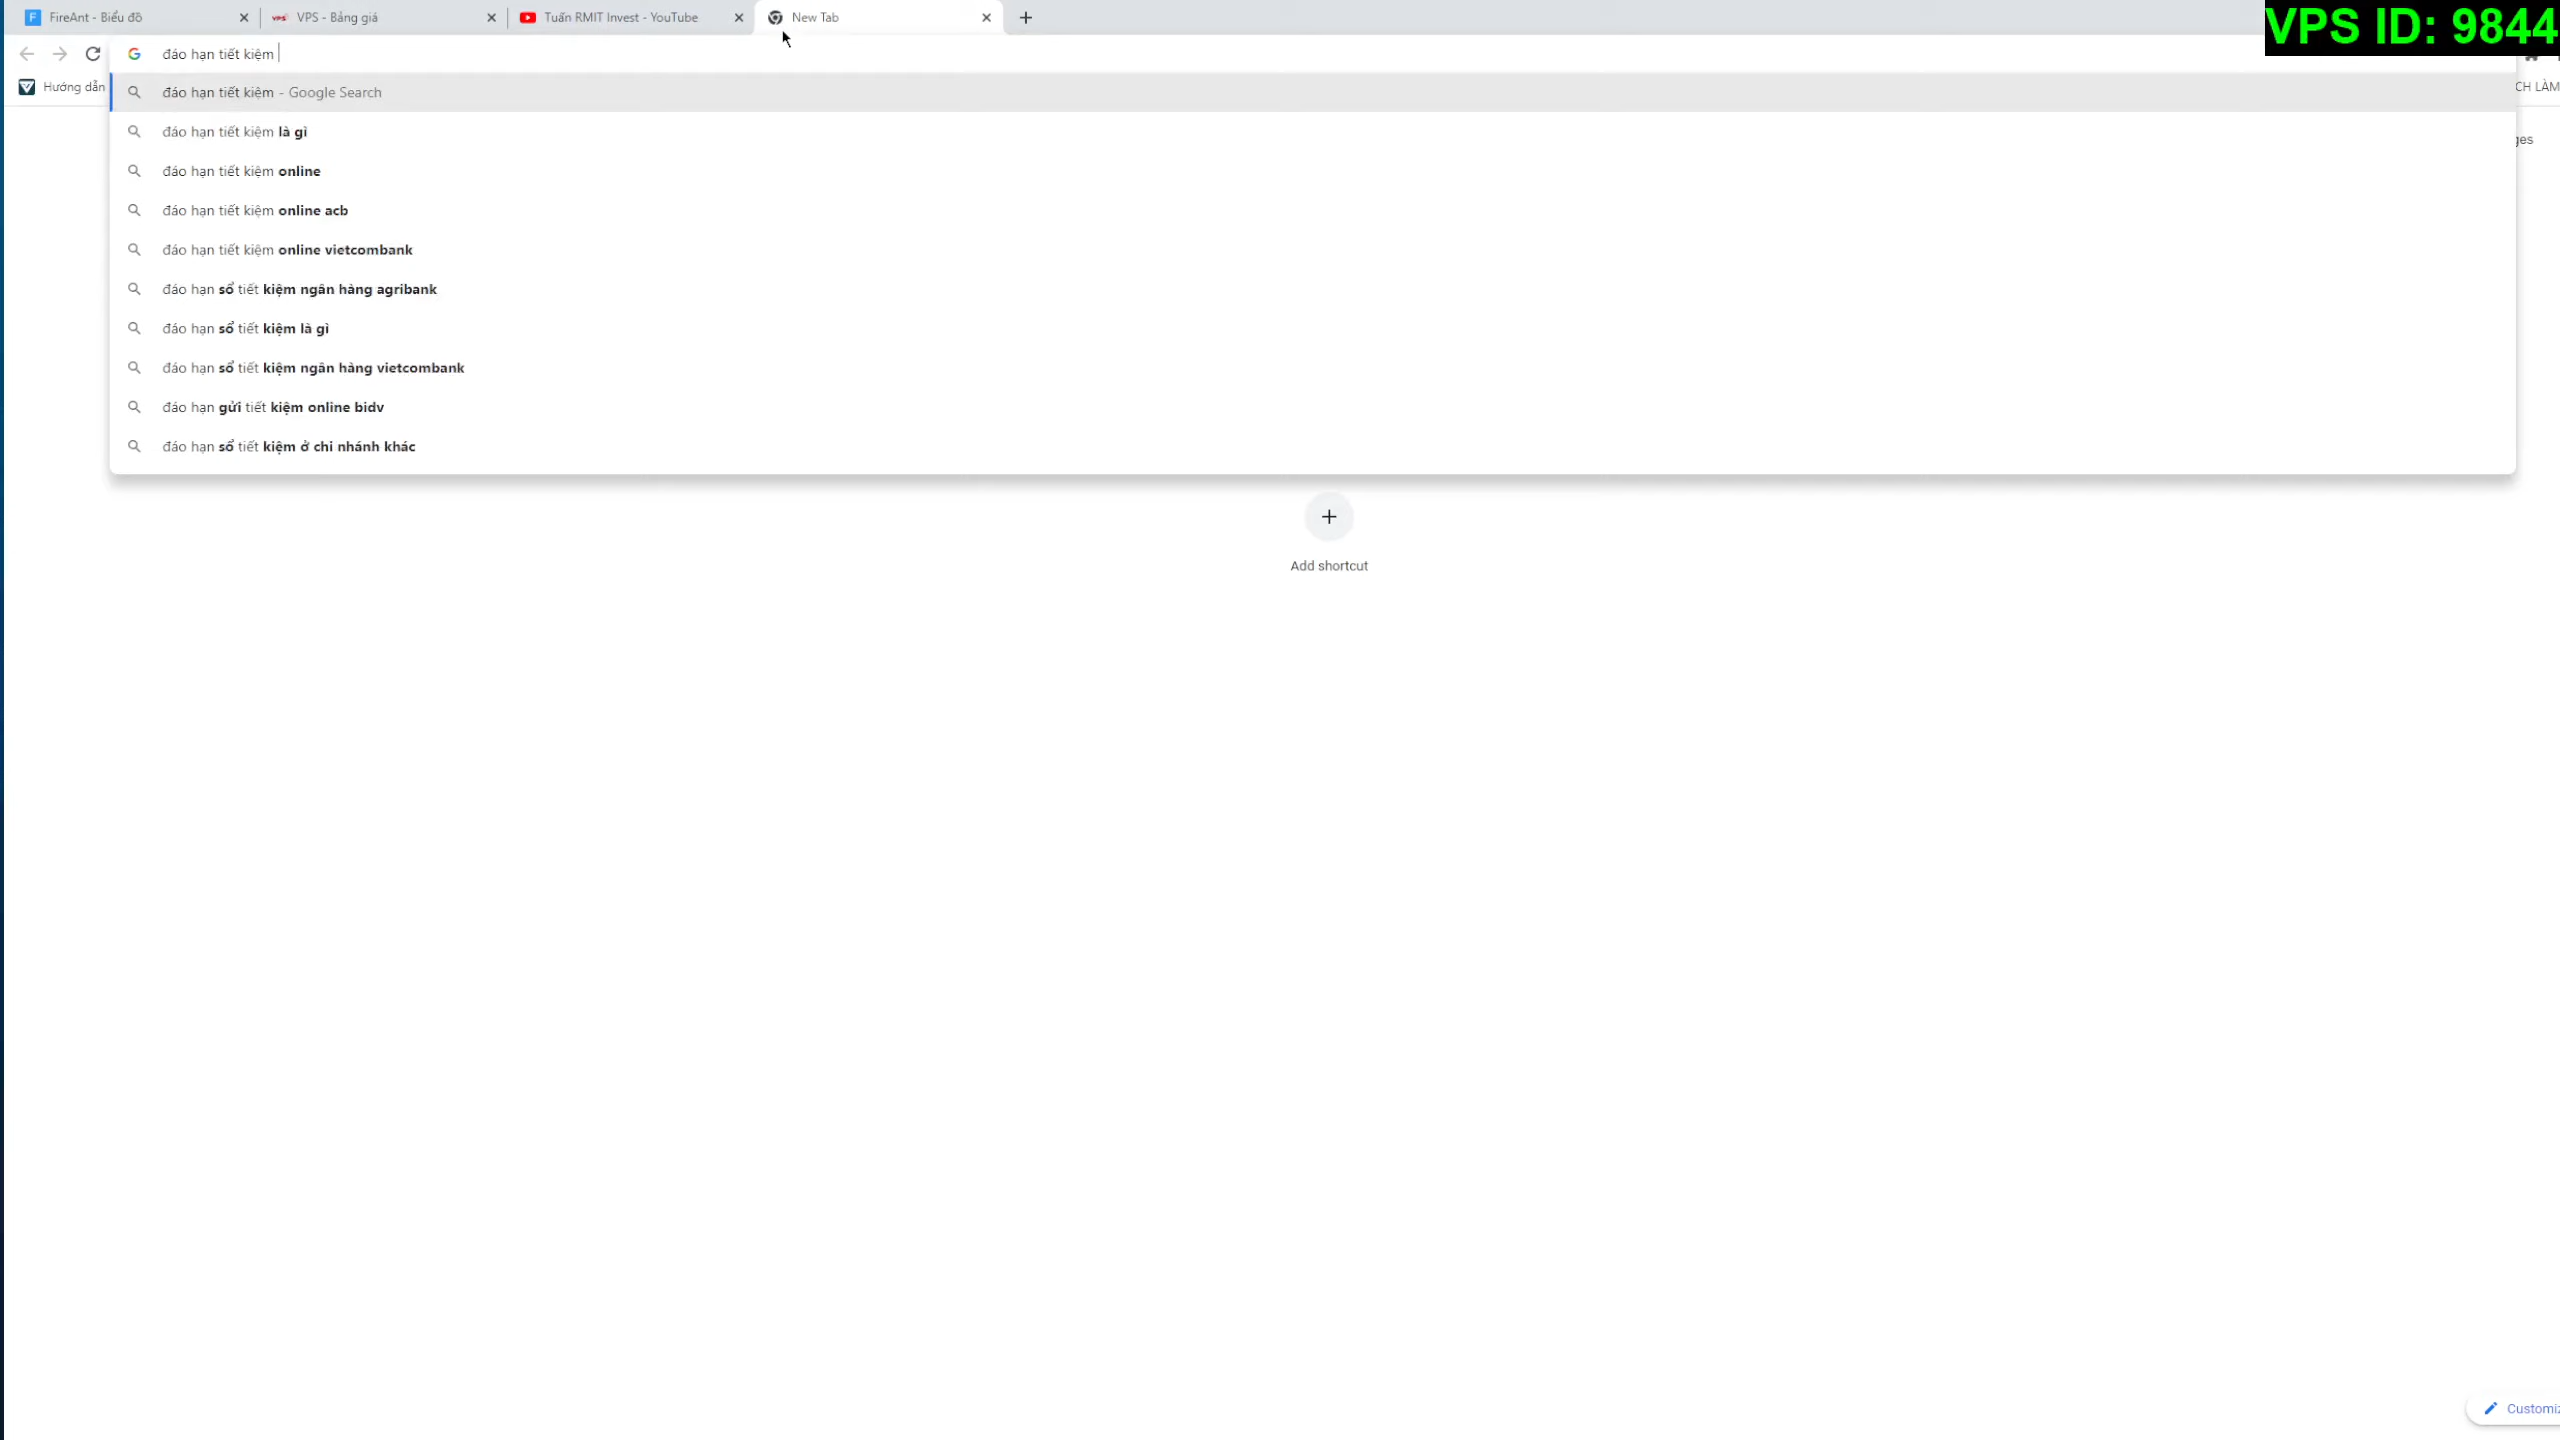 FireAnt - Biểu đồ
VPS - Bảng giá
Tuấn RMIT Invest - YouTube
New Tab
VPS ID: 9844
đáo hạn tiết kiệm
Hướng dẫn
CH LÀM
đáo hạn tiết kiệm - Google Search
đáo hạn tiết kiệm là gì
ges
đáo hạn tiết kiệm online
đáo hạn tiết kiệm online acb
đáo hạn tiết kiệm online vietcombank
đáo hạn sổ tiết kiệm ngân hàng agribank
đáo hạn sổ tiết kiệm là gì
đáo hạn sổ tiết kiệm ngân hàng vietcombank
đáo hạn gửi tiết kiệm online bidv
đáo hạn sổ tiết kiệm ở chi nhánh khác
Add shortcut
Customiz